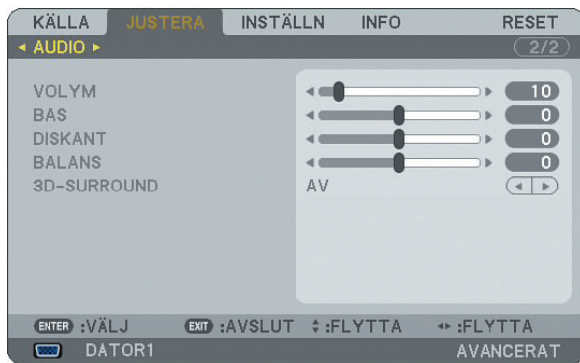 KÄLLA JUSTERA INSTÄLLN INFO RESET
◂ AUDIO ▸ 2/2
VOLYM 10
BAS 0
DISKANT 0
BALANS 0
3D-SURROUND AV
ENTER :VÄLJ EXIT :AVSLUT :FLYTTA :FLYTTA
DATOR1 AVANCERAT